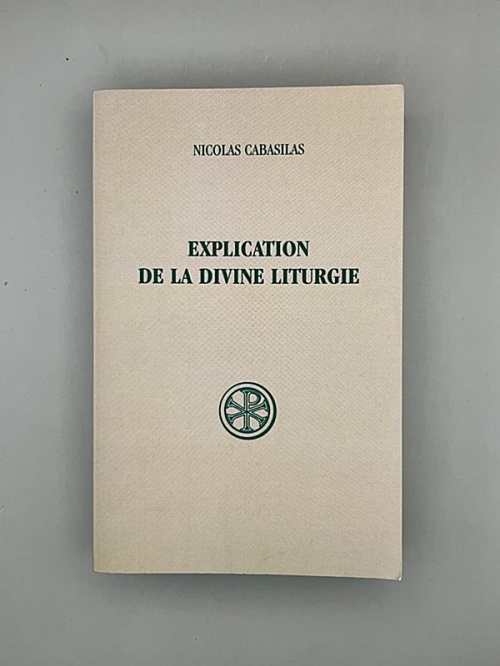 NICOLAS CABASILAS
EXPLICATION
DE LA DIVINE LITURGIE